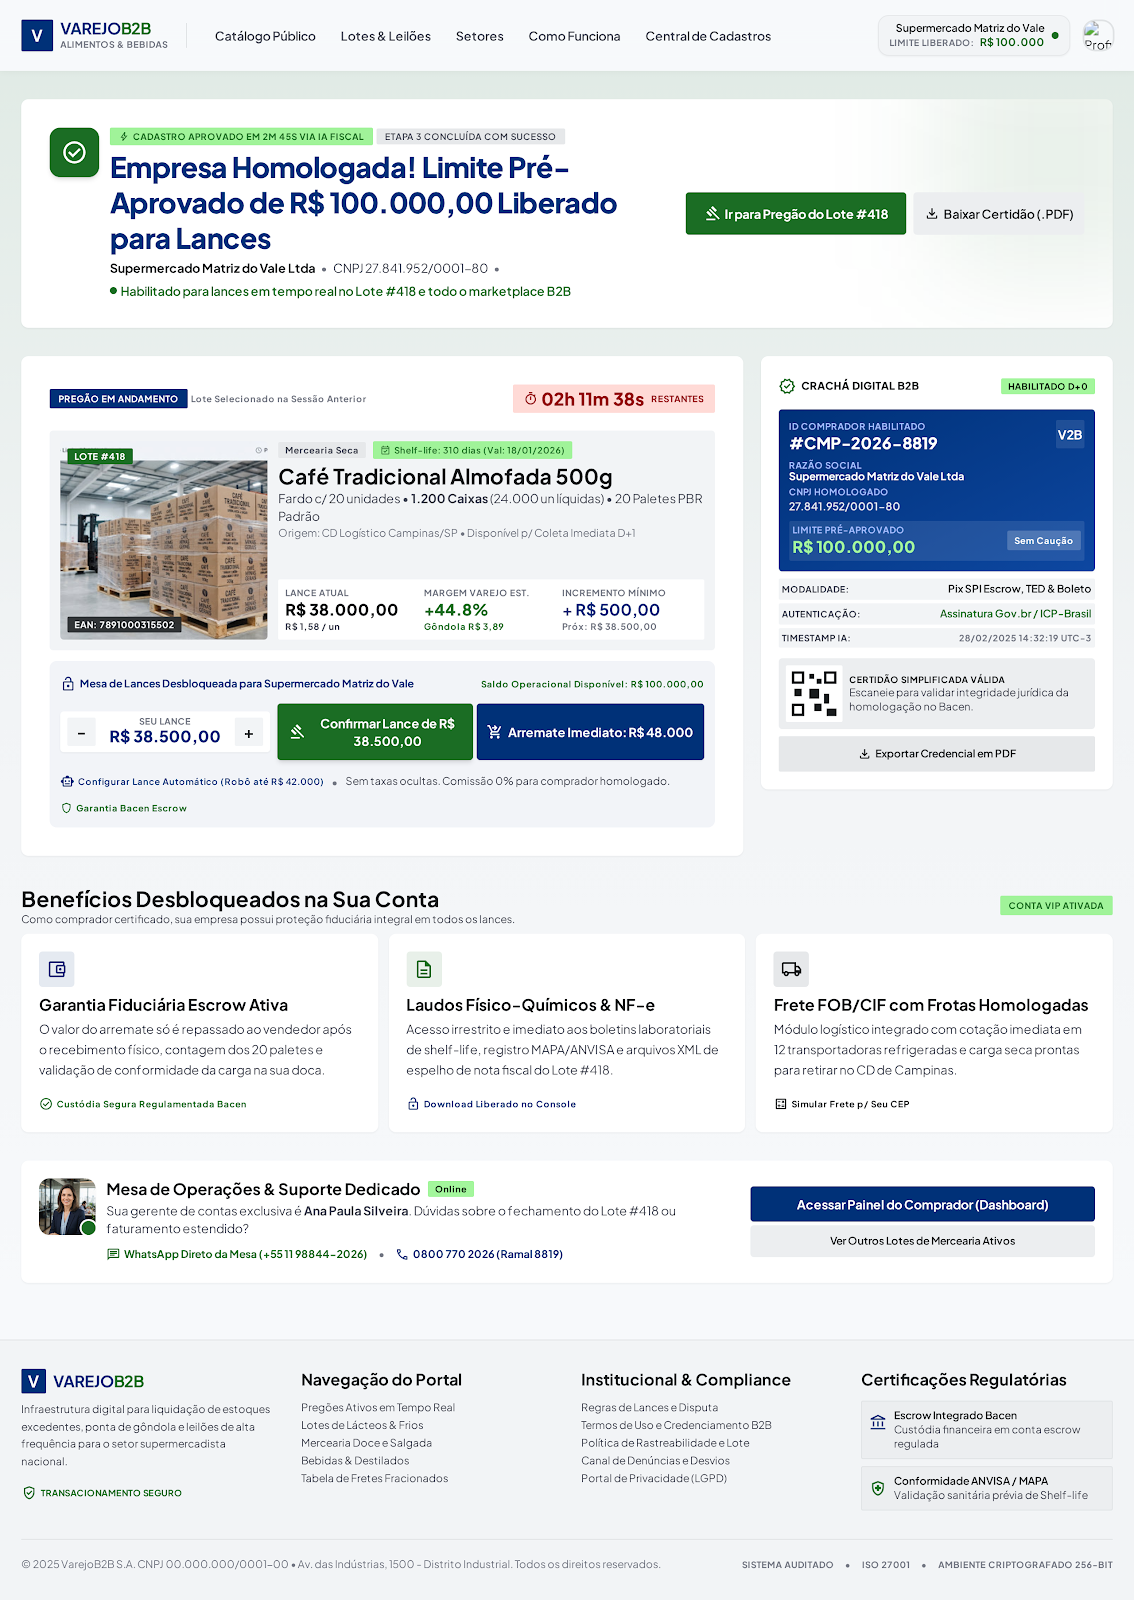 V VAREJOB2B
ALIMENTOS & BEBIDAS
Catálogo Público
Lotes & Leilões
Setores
Como Funciona
Central de Cadastros
Supermercado Matriz do Vale
LIMITE LIBERADO: R$ 100.000
CADASTRO APROVADO EM 2M 45S VIA IA FISCAL
ETAPA 3 CONCLUÍDA COM SUCESSO
Empresa Homologada! Limite Pré-
Aprovado de R$ 100.000,00 Liberado
para Lances
Supermercado Matriz do Vale Ltda • CNPJ 27.841.952/0001-80 •
Habilitado para lances em tempo real no Lote #418 e todo o marketplace B2B
Ir para Pregão do Lote #418
Baixar Certidão (.PDF)
PREGÃO EM ANDAMENTO
Lote Selecionado na Sessão Anterior
02h 11m 38s RESTANTES
LOTE #418
CAFÉ TRADICIONAL
EAN: 7891000315502
Mercearia Seca
Shelf-life: 310 dias (Val: 18/01/2026)
Café Tradicional Almofada 500g
Fardo c/ 20 unidades • 1.200 Caixas (24.000 un líquidas) • 20 Paletes PBR
Padrão
Origem: CD Logístico Campinas/SP • Disponível p/ Coleta Imediata D+1
LANCE ATUAL
R$ 38.000,00
R$ 1,58 / un
MARGEM VAREJO EST.
+44.8%
Gôndola R$ 3,89
INCREMENTO MÍNIMO
+ R$ 500,00
Próx: R$ 38.500,00
Mesa de Lances Desbloqueada para Supermercado Matriz do Vale
Saldo Operacional Disponível: R$ 100.000,00
-
SEU LANCE
R$ 38.500,00
+
Confirmar Lance de R$
38.500,00
Arremate Imediato: R$ 48.000
Configurar Lance Automático (Robô até R$ 42.000) • Sem taxas ocultas. Comissão 0% para comprador homologado.
Garantia Bacen Escrow
CRACHÁ DIGITAL B2B
HABILITADO D+0
ID COMPRADOR HABILITADO
#CMP-2026-8819
V2B
RAZÃO SOCIAL
Supermercado Matriz do Vale Ltda
CNPJ HOMOLOGADO
27.841.952/0001-80
LIMITE PRÉ-APROVADO
R$ 100.000,00
Sem Caução
MODALIDADE: Pix SPI Escrow, TED & Boleto
AUTENTICAÇÃO: Assinatura Gov.br / ICP-Brasil
TIMESTAMP IA: 28/02/2025 14:32:19 UTC-3
CERTIDÃO SIMPLIFICADA VÁLIDA
Escaneie para validar integridade jurídica da
homologação no Bacen.
Exportar Credencial em PDF
Benefícios Desbloqueados na Sua Conta
Como comprador certificado, sua empresa possui proteção fiduciária integral em todos os lances.
CONTA VIP ATIVADA
Garantia Fiduciária Escrow Ativa
O valor do arremate só é repassado ao vendedor após
o recebimento físico, contagem dos 20 paletes e
validação de conformidade da carga na sua doca.
Custódia Segura Regulamentada Bacen
Laudos Físico-Químicos & NF-e
Acesso irrestrito e imediato aos boletins laboratoriais
de shelf-life, registro MAPA/ANVISA e arquivos XML de
espelho de nota fiscal do Lote #418.
Download Liberado no Console
Frete FOB/CIF com Frotas Homologadas
Módulo logístico integrado com cotação imediata em
12 transportadoras refrigeradas e carga seca prontas
para retirar no CD de Campinas.
Simular Frete p/ Seu CEP
Mesa de Operações & Suporte Dedicado
Online
Sua gerente de contas exclusiva é Ana Paula Silveira. Dúvidas sobre o fechamento do Lote #418 ou
faturamento estendido?
WhatsApp Direto da Mesa (+55 11 98844-2026) • 0800 770 2026 (Ramal 8819)
Acessar Painel do Comprador (Dashboard)
Ver Outros Lotes de Mercearia Ativos
V VAREJOB2B
Infraestrutura digital para liquidação de estoques
excedentes, ponta de gôndola e leilões de alta
frequência para o setor supermercadista
nacional.
TRANSACIONAMENTO SEGURO
Navegação do Portal
Pregões Ativos em Tempo Real
Lotes de Lácteos & Frios
Mercearia Doce e Salgada
Bebidas & Destilados
Tabela de Fretes Fracionados
Institucional & Compliance
Regras de Lances e Disputa
Termos de Uso e Credenciamento B2B
Política de Rastreabilidade e Lote
Canal de Denúncias e Desvios
Portal de Privacidade (LGPD)
Certificações Regulatórias
Escrow Integrado Bacen
Custódia financeira em conta escrow
regulada
Conformidade ANVISA / MAPA
Validação sanitária prévia de Shelf-life
© 2025 VarejoB2B S.A. CNPJ 00.000.000/0001-00 • Av. das Indústrias, 1500 - Distrito Industrial. Todos os direitos reservados.
SISTEMA AUDITADO • ISO 27001 • AMBIENTE CRIPTOGRAFADO 256-BIT